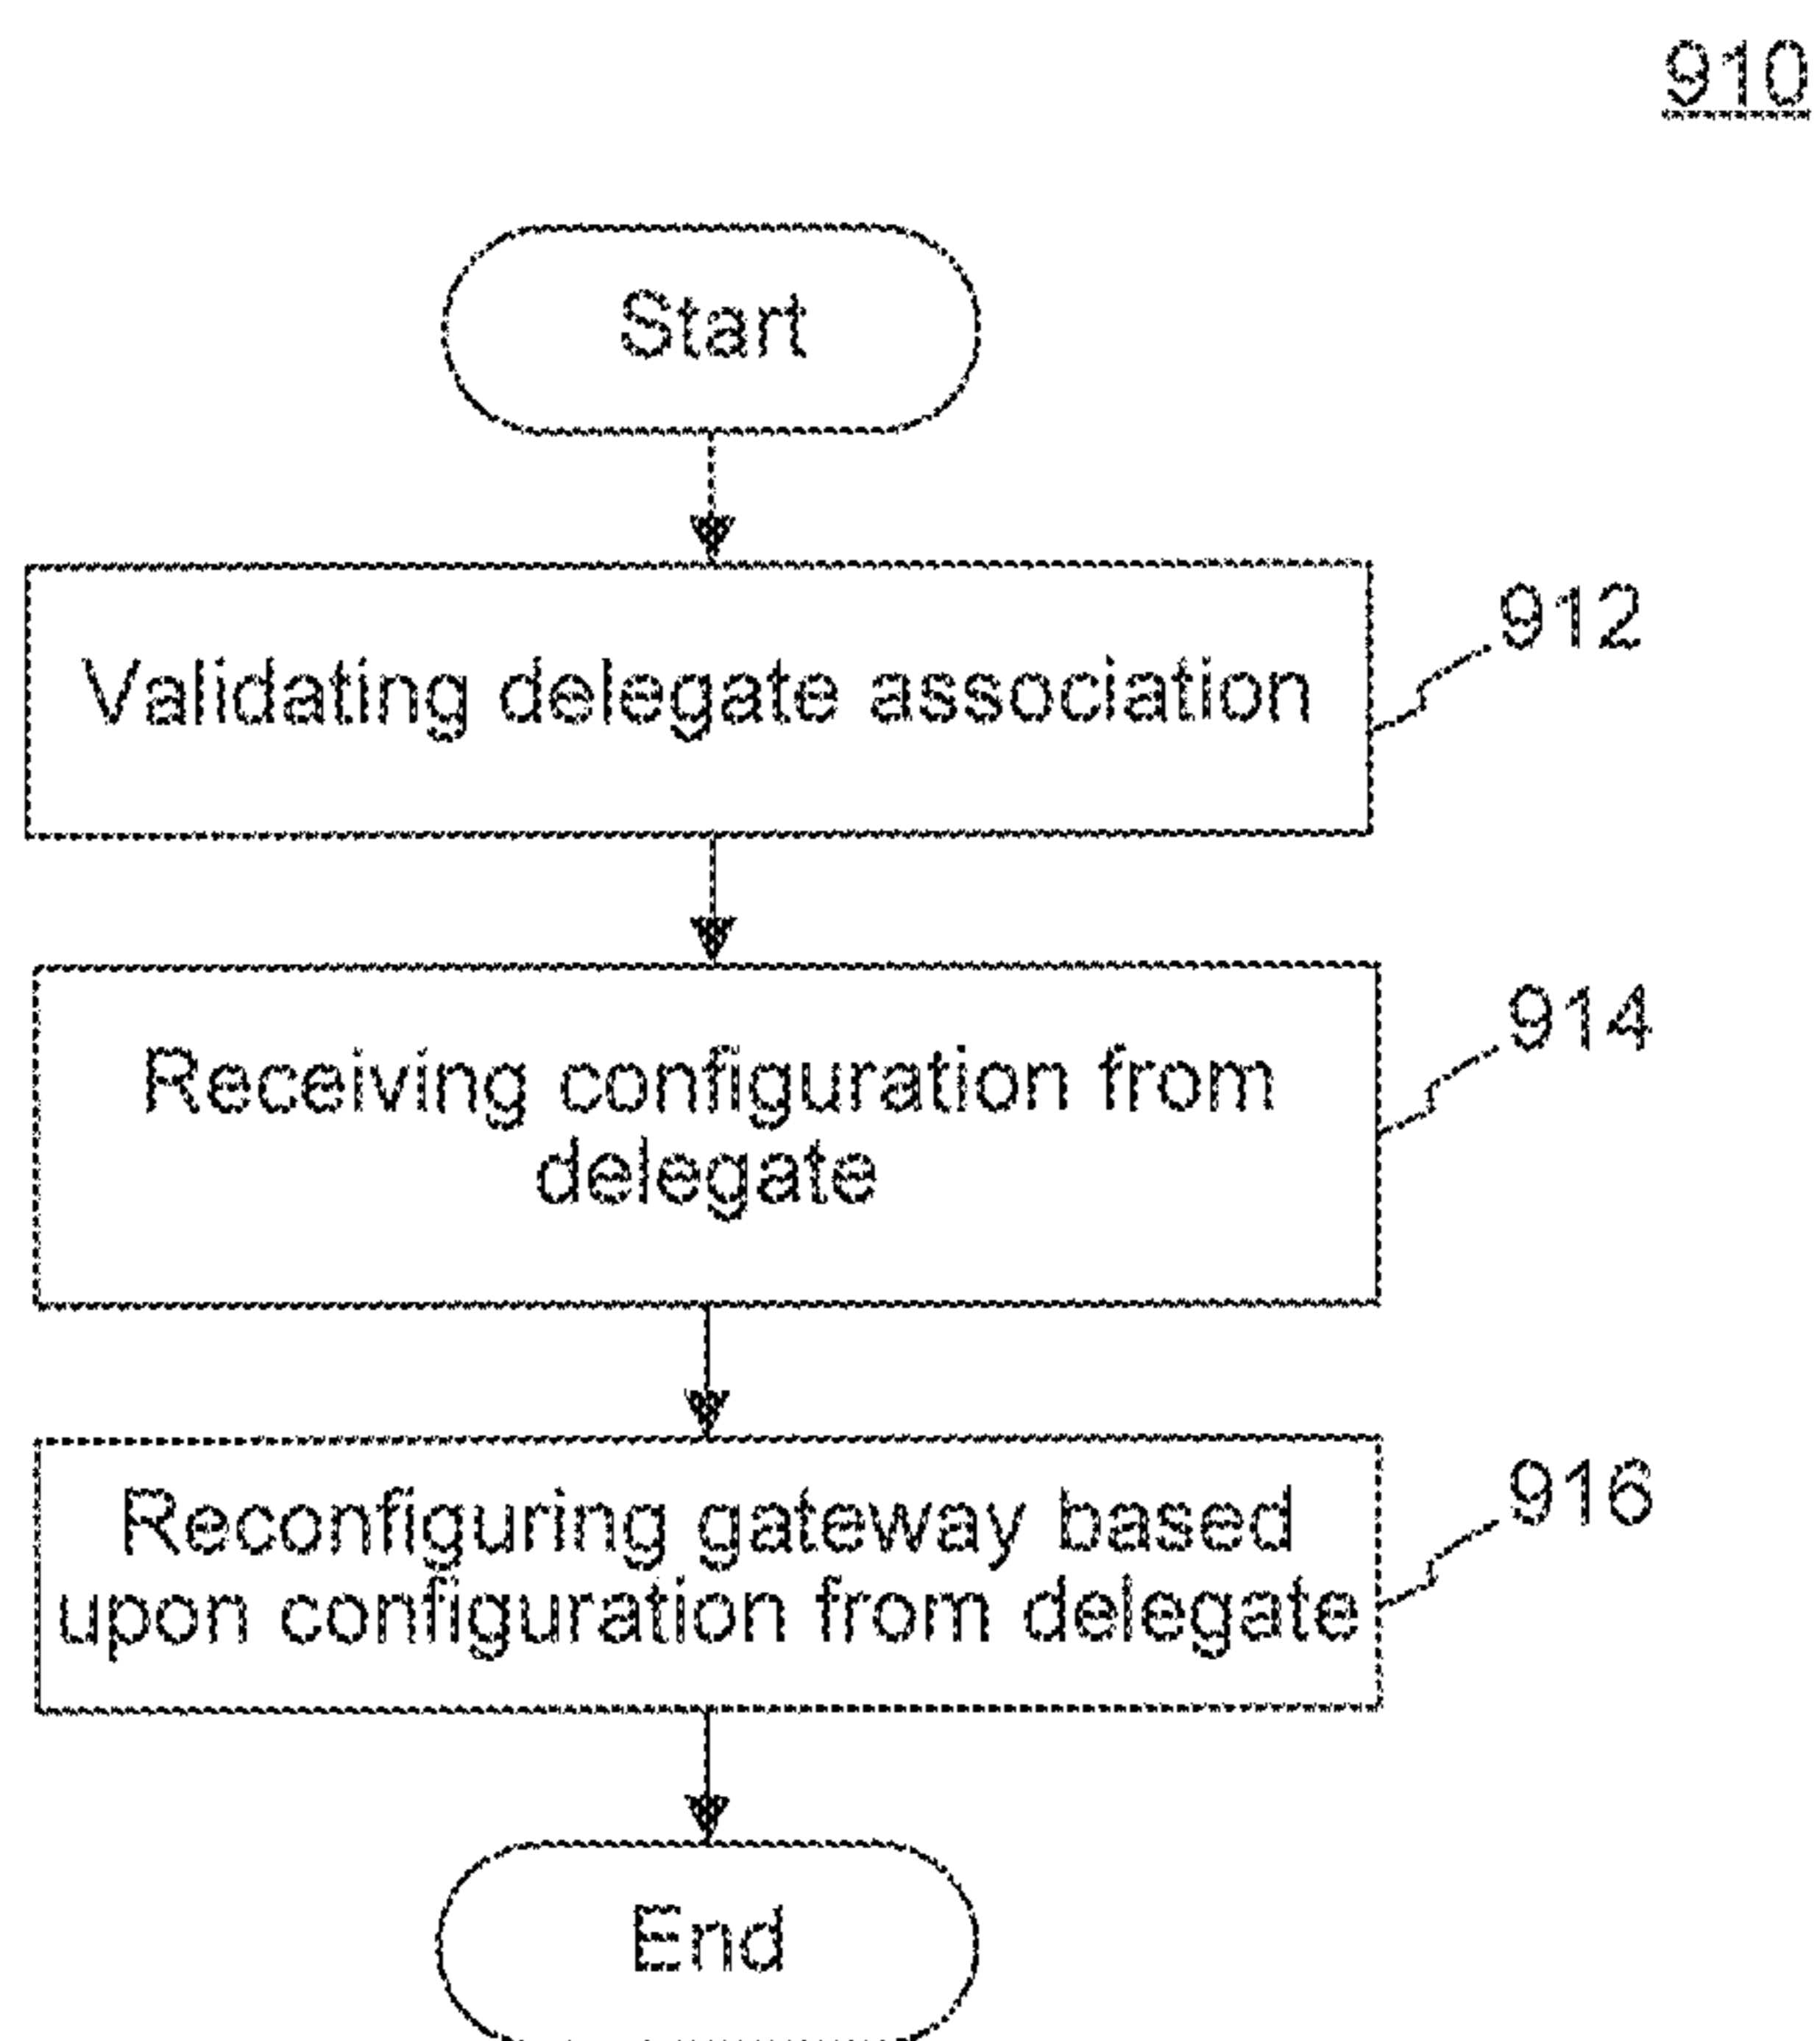 910
Start
Validating delegate association
912
Receiving configuration from
delegate
914
Reconfiguring gateway based
upon configuration from delegate
916
End